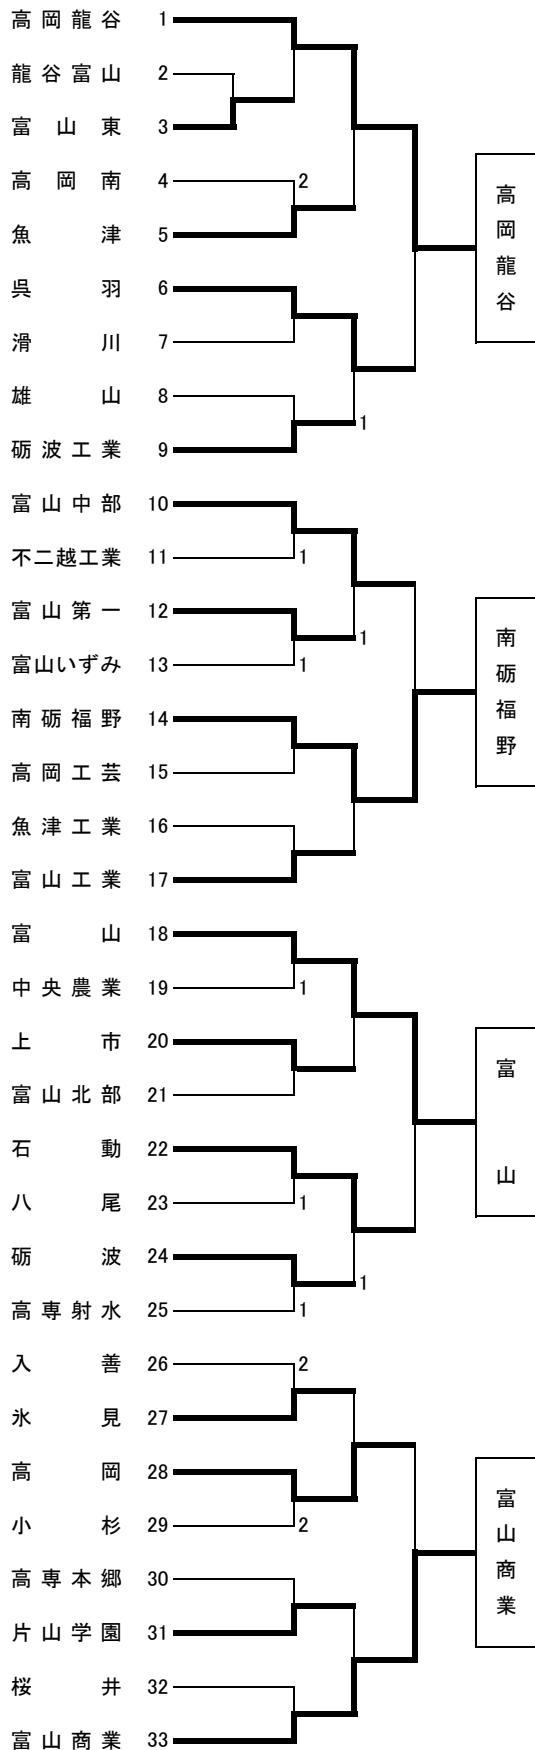 高岡龍谷 1
龍谷富山 2
富山東 3
高岡南 4 2
魚津 5
呉羽 6
滑川 7
雄山 8
1
砺波工業 9
高岡龍谷
富山中部 10
不二越工業 11 1
富山第一 12
1
富山いずみ 13 1
南砺福野 14
高岡工芸 15
魚津工業 16
富山工業 17
南砺福野
富山 18
中央農業 19 1
上市 20
富山北部 21
石動 22
八尾 23 1
砺波 24
1
高専射水 25 1
富山
入善 26 2
氷見 27
高岡 28
小杉 29 2
高専本郷 30
片山学園 31
桜井 32
富山商業 33
富山商業